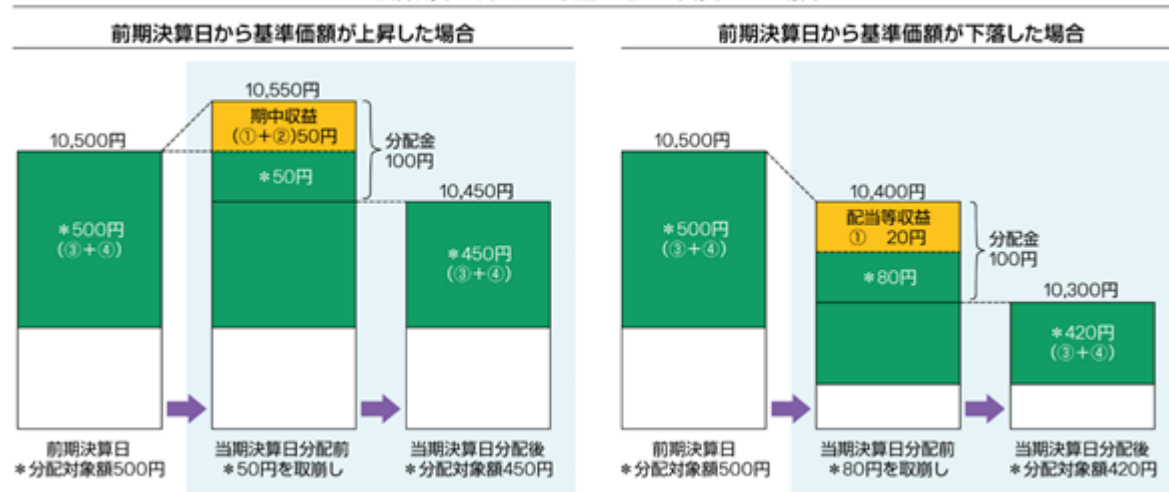 前期決算日から基準価額が上昇した場合
10,500円
＊500円
(③+④)
前期決算日
＊分配対象額500円
10,550円
期中収益
(①+②)50円
＊50円
分配金
100円
当期決算日分配前
＊50円を取崩し
10,450円
＊450円
(③+④)
当期決算日分配後
＊分配対象額450円
前期決算日から基準価額が下落した場合
10,500円
＊500円
(③+④)
前期決算日
＊分配対象額500円
10,400円
配当等収益
① 20円
＊80円
分配金
100円
当期決算日分配前
＊80円を取崩し
10,300円
＊420円
(③+④)
当期決算日分配後
＊分配対象額420円